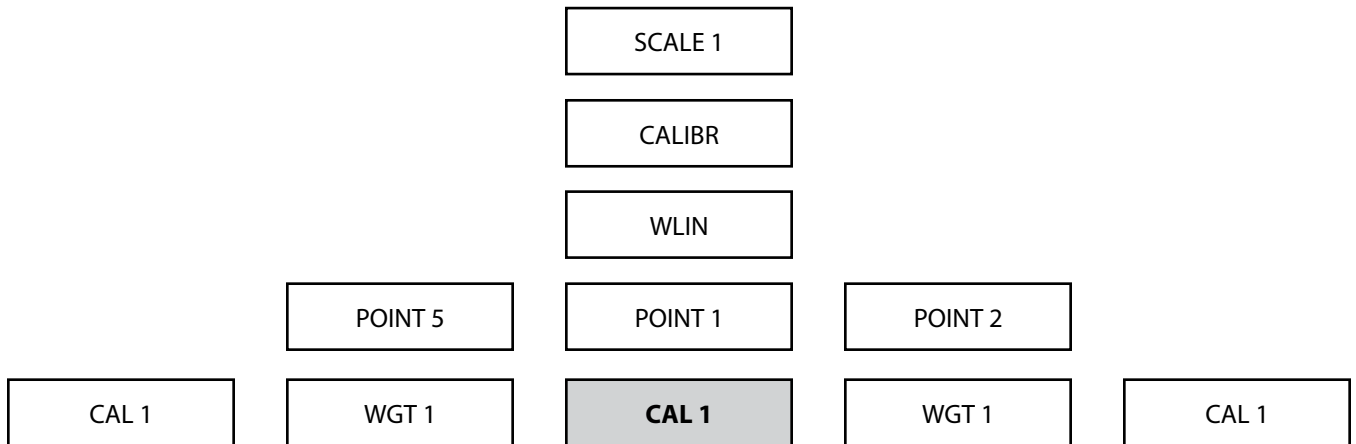 SCALE 1
CALIBR
WLIN
POINT 5 POINT 1 POINT 2
CAL 1 WGT 1 CAL 1 WGT 1 CAL 1